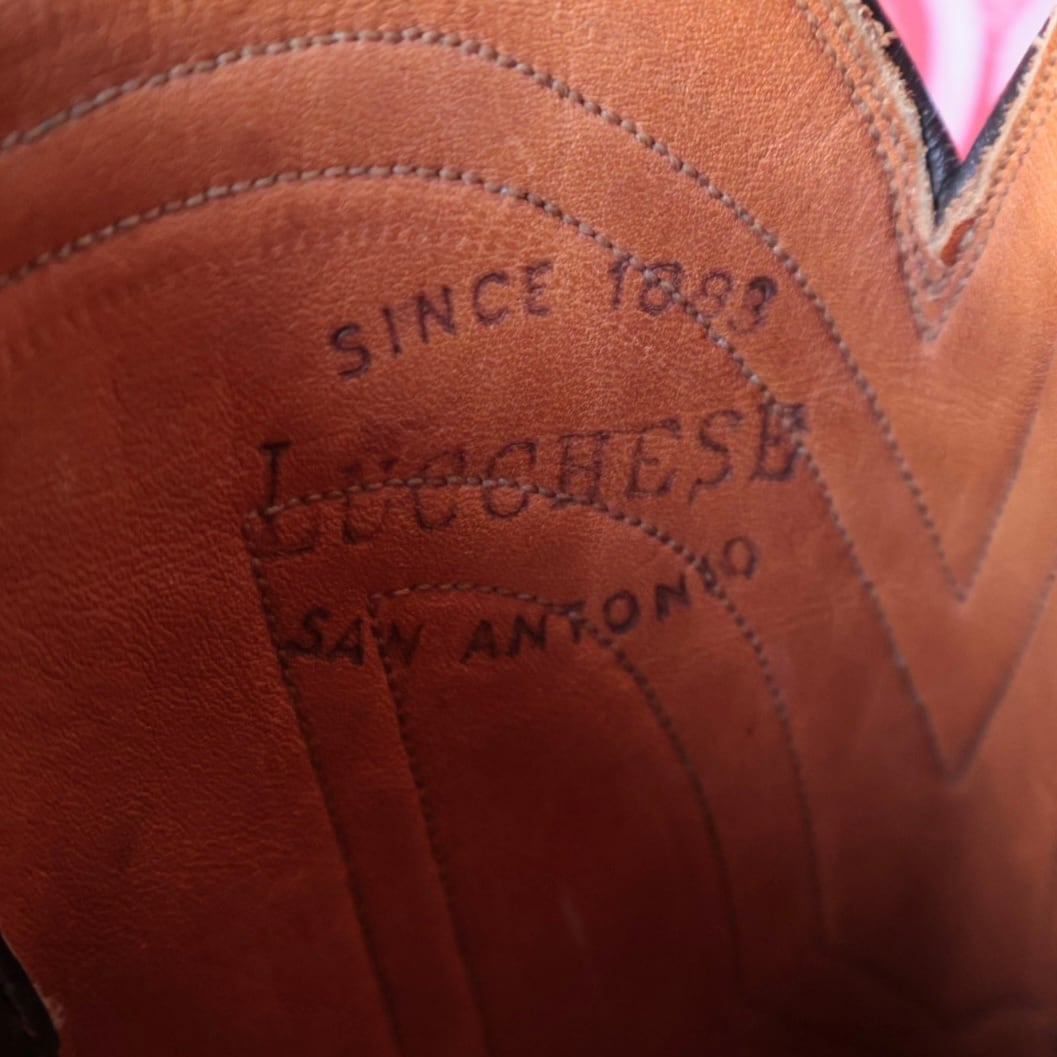 SINCE 1883
LUCCHESE
SAN ANTONIO